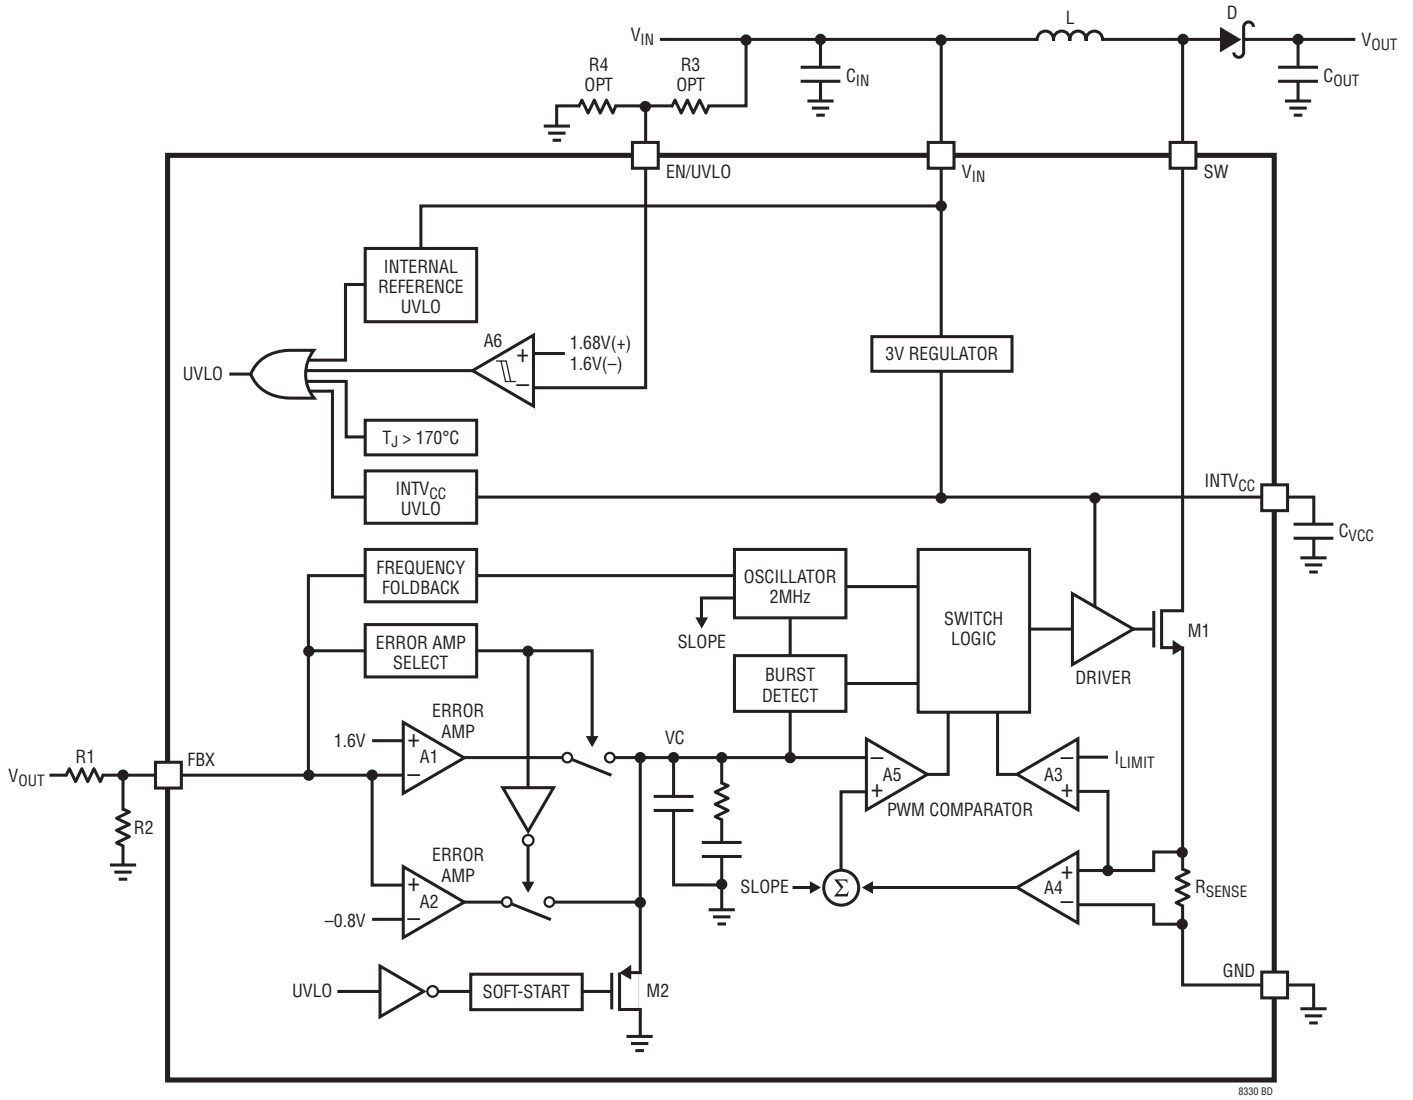 L
D
VIN
VOUT
R4
OPT
R3
OPT
CIN
COUT
EN/UVLO
VIN
SW
INTERNAL
REFERENCE
UVLO
A6
+
–
1.68V(+)
1.6V(–)
3V REGULATOR
UVLO
TJ > 170°C
INTVCC
UVLO
INTVCC
CVCC
FREQUENCY
FOLDBACK
OSCILLATOR
2MHz
SWITCH
LOGIC
SLOPE
M1
ERROR AMP
SELECT
BURST
DETECT
DRIVER
ERROR
AMP
1.6V
+
A1
–
VC
–
A5
+
PWM COMPARATOR
–
A3
+
ILIMIT
R1
FBX
VOUT
R2
ERROR
AMP
+
A2
–
–0.8V
SLOPE
Σ
+
A4
–
RSENSE
GND
UVLO
SOFT-START
M2
8330 BD